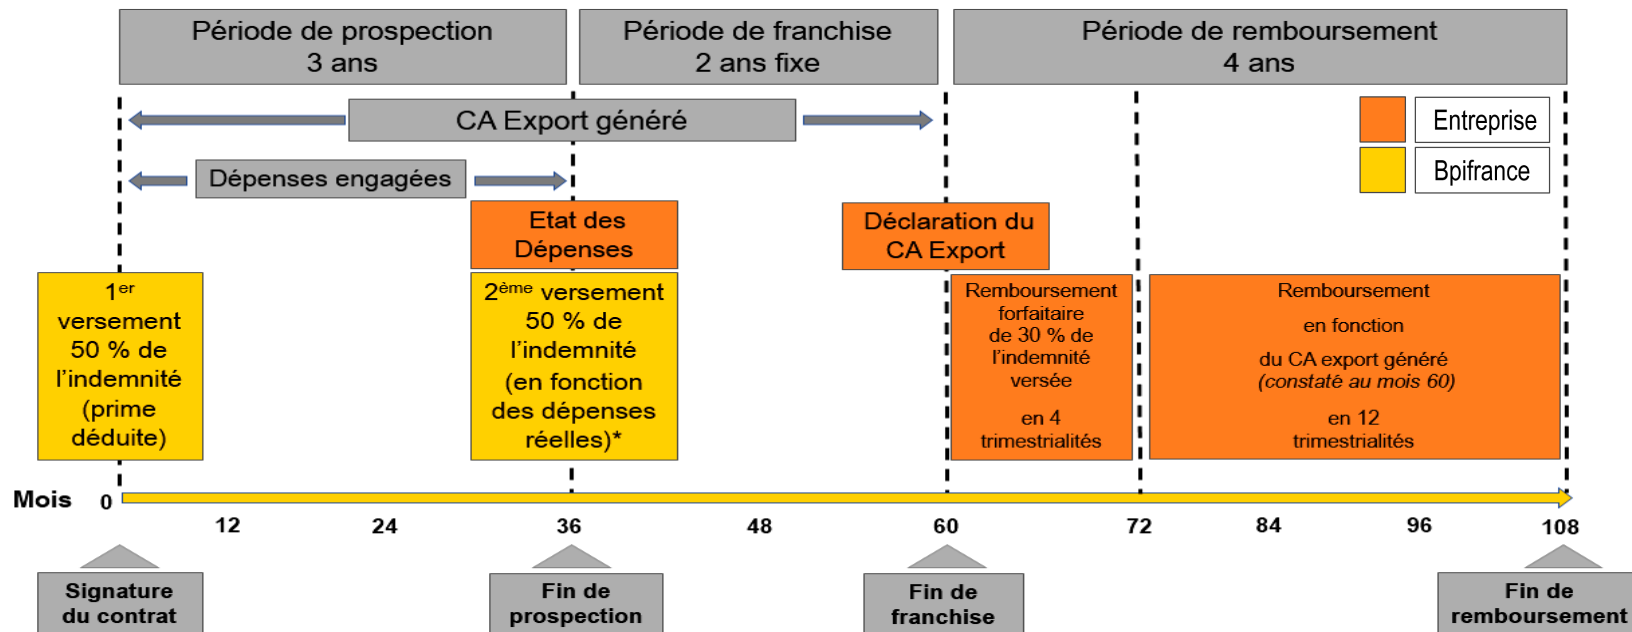 Période de prospection
3 ans
Période de franchise
2 ans fixe
Période de remboursement
4 ans
CA Export généré
Entreprise
Bpifrance
Dépenses engagées
Etat des
Dépenses
Déclaration du
CA Export
1er
versement
50 % de
l'indemnité
(prime
déduite)
2ème versement
50 % de
l'indemnité
(en fonction
des dépenses
réelles)*
Remboursement
forfaitaire
de 30 % de
l'indemnité
versée
en 4
trimestrialités
Remboursement
en fonction
du CA export généré
(constaté au mois 60)
en 12
trimestrialités
Mois 0
12 24 36 48 60 72 84 96 108
Signature
du contrat
Fin de
prospection
Fin de
franchise
Fin de
remboursement